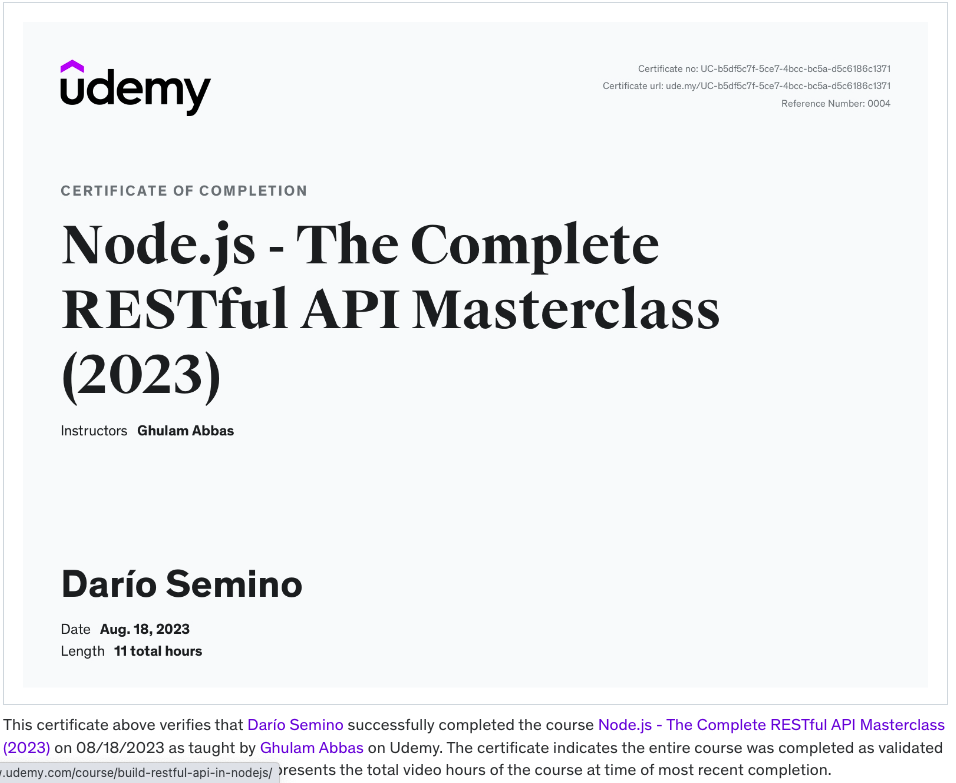 udemy
Certificate no: UC-b5df5c7f-5ce7-4bcc-bc5a-d5c6186c1371
Certificate url: ude.my/UC-b5df5c7f-5ce7-4bcc-bc5a-d5c6186c1371
Reference Number: 0004
CERTIFICATE OF COMPLETION
Node.js - The Complete
RESTful API Masterclass
(2023)
Instructors Ghulam Abbas
Darío Semino
Date Aug. 18, 2023
Length 11 total hours
This certificate above verifies that Darío Semino successfully completed the course Node.js - The Complete RESTful API Masterclass
(2023) on 08/18/2023 as taught by Ghulam Abbas on Udemy. The certificate indicates the entire course was completed as validated
.udemy.com/course/build-restful-api-in-nodejs/ presents the total video hours of the course at time of most recent completion.